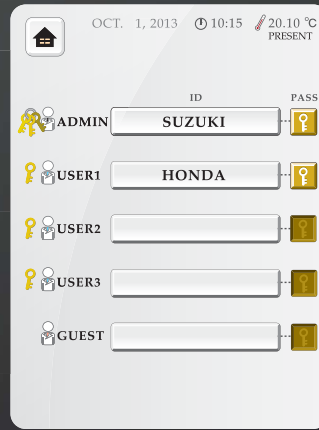 OCT. 1, 2013 10:15 20.10 °C
PRESENT
ID PASS
ADMIN SUZUKI
USER1 HONDA
USER2
USER3
GUEST